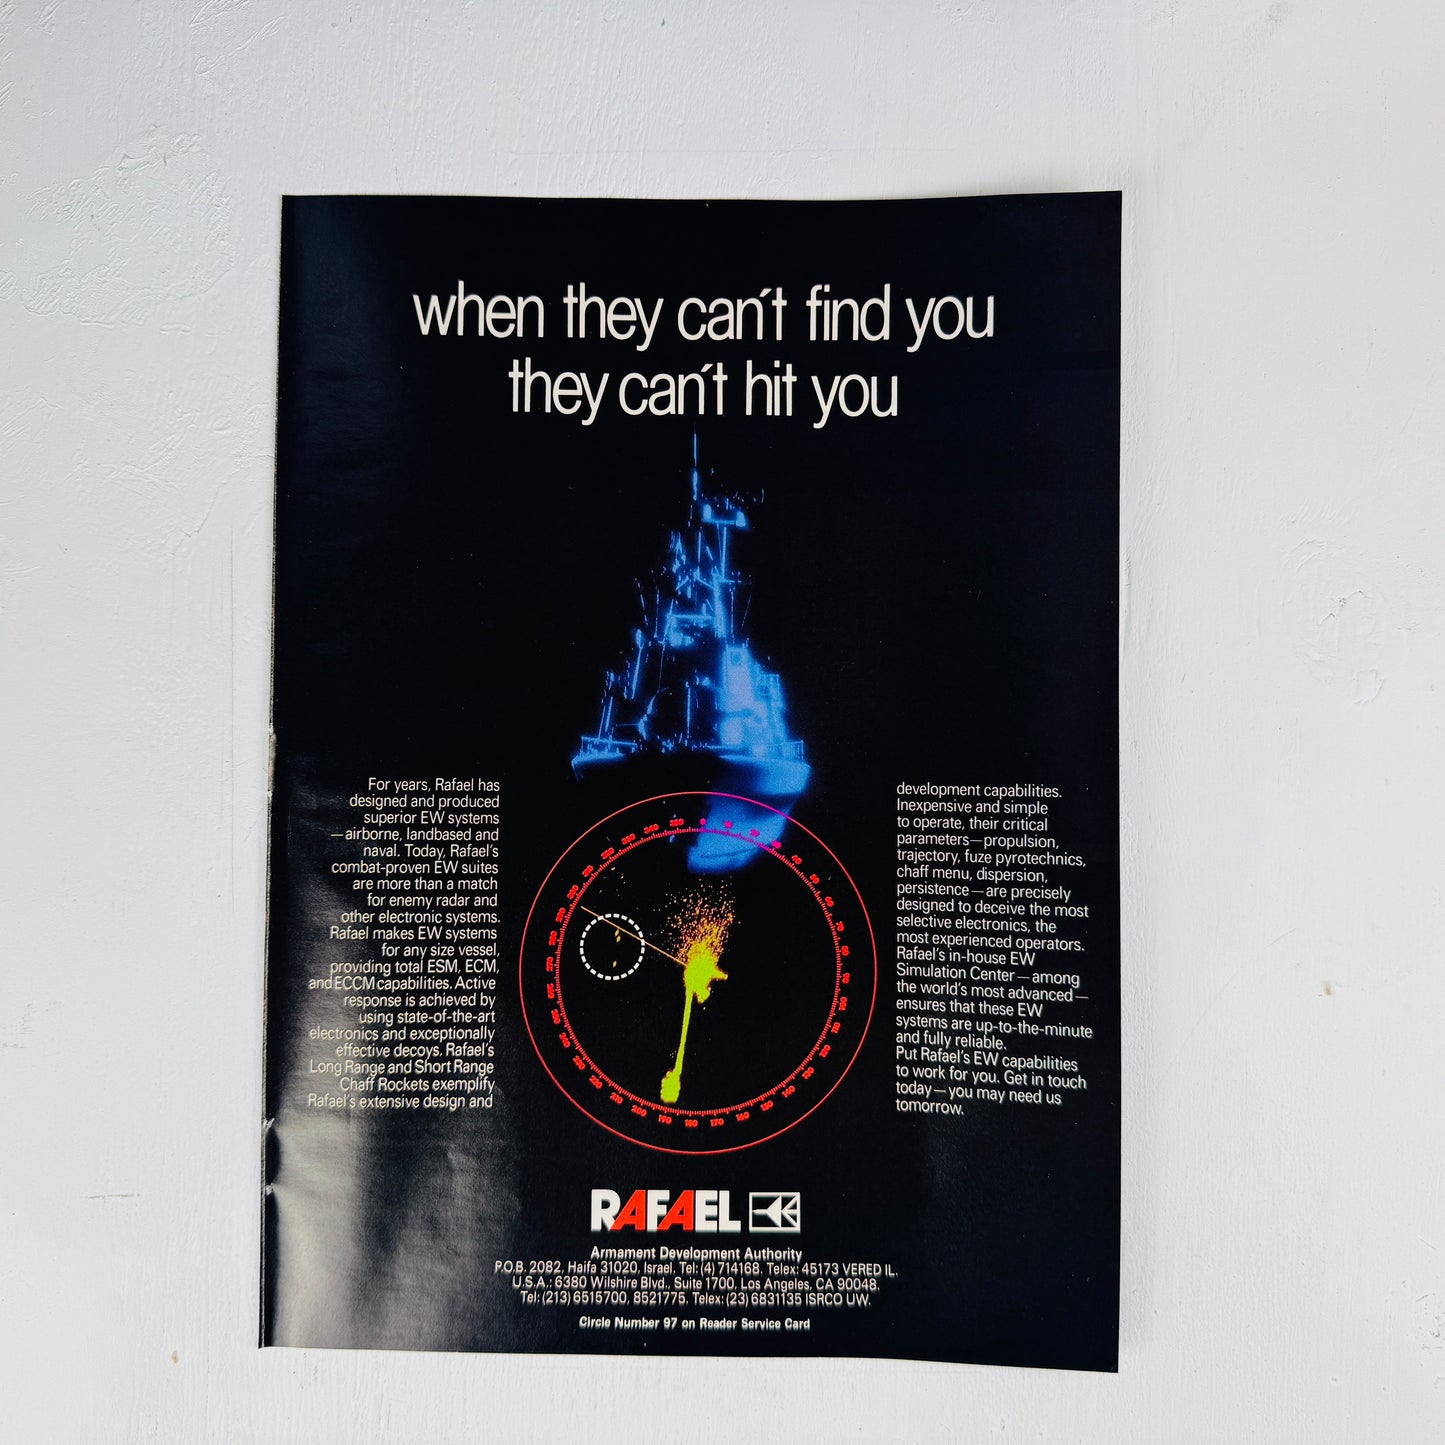 when they can't find you
they can't hit you
For years, Rafael has
designed and produced
superior EW systems
—airborne, landbased and
naval. Today, Rafael's
combat-proven EW suites
are more than a match
for enemy radar and
other electronic systems.
Rafael makes EW systems
for any size vessel,
providing total ESM, ECM,
and ECCM capabilities. Active
response is achieved by
using state-of-the-art
electronics and exceptionally
effective decoys. Rafael's
Long Range and Short Range
Chaff Rockets exemplify
Rafael's extensive design and
development capabilities.
Inexpensive and simple
to operate, their critical
parameters—propulsion,
trajectory, fuze pyrotechnics,
chaff menu, dispersion,
persistence—are precisely
designed to deceive the most
selective electronics, the
most experienced operators.
Rafael's in-house EW
Simulation Center—among
the world's most advanced—
ensures that these EW
systems are up-to-the-minute
and fully reliable.
Put Rafael's EW capabilities
to work for you. Get in touch
today—you may need us
tomorrow.
RAFAEL
Armament Development Authority
P.O.B. 2082, Haifa 31020, Israel. Tel: (4) 714168. Telex: 45173 VERED IL.
U.S.A.: 6380 Wilshire Blvd., Suite 1700, Los Angeles, CA 90048.
Tel: (213) 6515700, 8521775. Telex: (23) 6831135 ISRCO UW.
Circle Number 97 on Reader Service Card